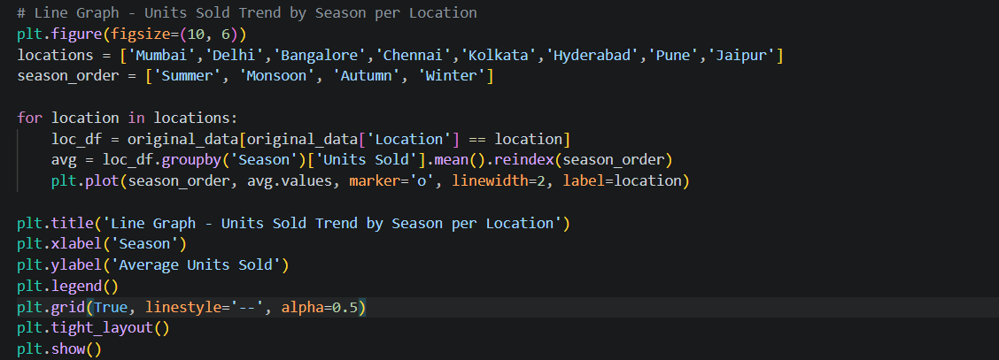 # Line Graph - Units Sold Trend by Season per Location
plt.figure(figsize=(10, 6))
locations = ['Mumbai','Delhi','Bangalore','Chennai','Kolkata','Hyderabad','Pune','Jaipur']
season_order = ['Summer', 'Monsoon', 'Autumn', 'Winter']

for location in locations:
    loc_df = original_data[original_data['Location'] == location]
    avg = loc_df.groupby('Season')['Units Sold'].mean().reindex(season_order)
    plt.plot(season_order, avg.values, marker='o', linewidth=2, label=location)

plt.title('Line Graph - Units Sold Trend by Season per Location')
plt.xlabel('Season')
plt.ylabel('Average Units Sold')
plt.legend()
plt.grid(True, linestyle='--', alpha=0.5)
plt.tight_layout()
plt.show()